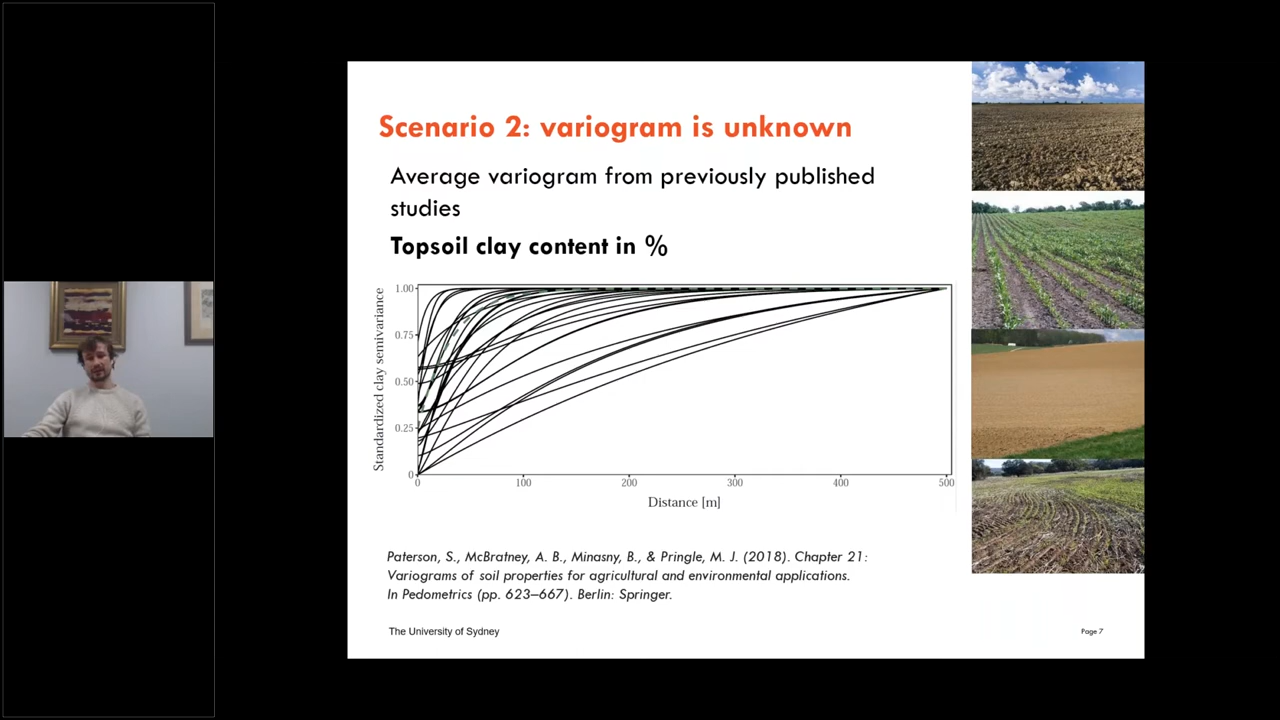 Scenario 2: variogram is unknown
Average variogram from previously published
studies
Topsoil clay content in %
Standardized clay semivariance
1.00
0.75
0.50
0.25
0
0 100 200 300 400 500
Distance [m]
Paterson, S., McBratney, A. B., Minasny, B., & Pringle, M. J. (2018). Chapter 21:
Variograms of soil properties for agricultural and environmental applications.
In Pedometrics (pp. 623–667). Berlin: Springer.
The University of Sydney
Page 7